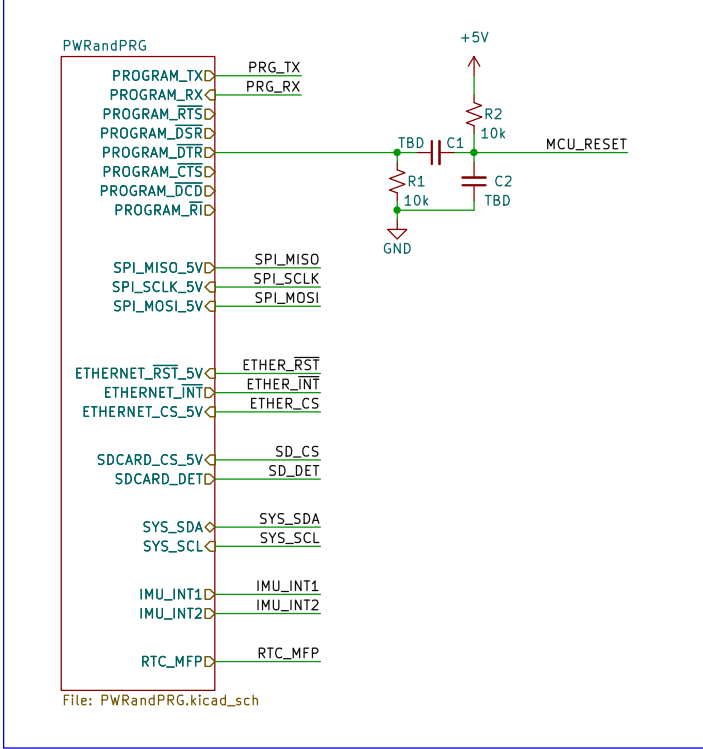 PWRandPRG
PROGRAM_TX
PRG_TX
PROGRAM_RX
PRG_RX
PROGRAM_RTS
PROGRAM_DSR
PROGRAM_DTR
PROGRAM_CTS
PROGRAM_DCD
PROGRAM_RI
+5V
R2
10k
TBD
C1
MCU_RESET
R1
10k
C2
TBD
GND
SPI_MISO_5V
SPI_MISO
SPI_SCLK_5V
SPI_SCLK
SPI_MOSI_5V
SPI_MOSI
ETHERNET_RST_5V
ETHER_RST
ETHERNET_INT
ETHER_INT
ETHERNET_CS_5V
ETHER_CS
SDCARD_CS_5V
SD_CS
SDCARD_DET
SD_DET
SYS_SDA
SYS_SDA
SYS_SCL
SYS_SCL
IMU_INT1
IMU_INT1
IMU_INT2
IMU_INT2
RTC_MFP
RTC_MFP
File: PWRandPRG.kicad_sch